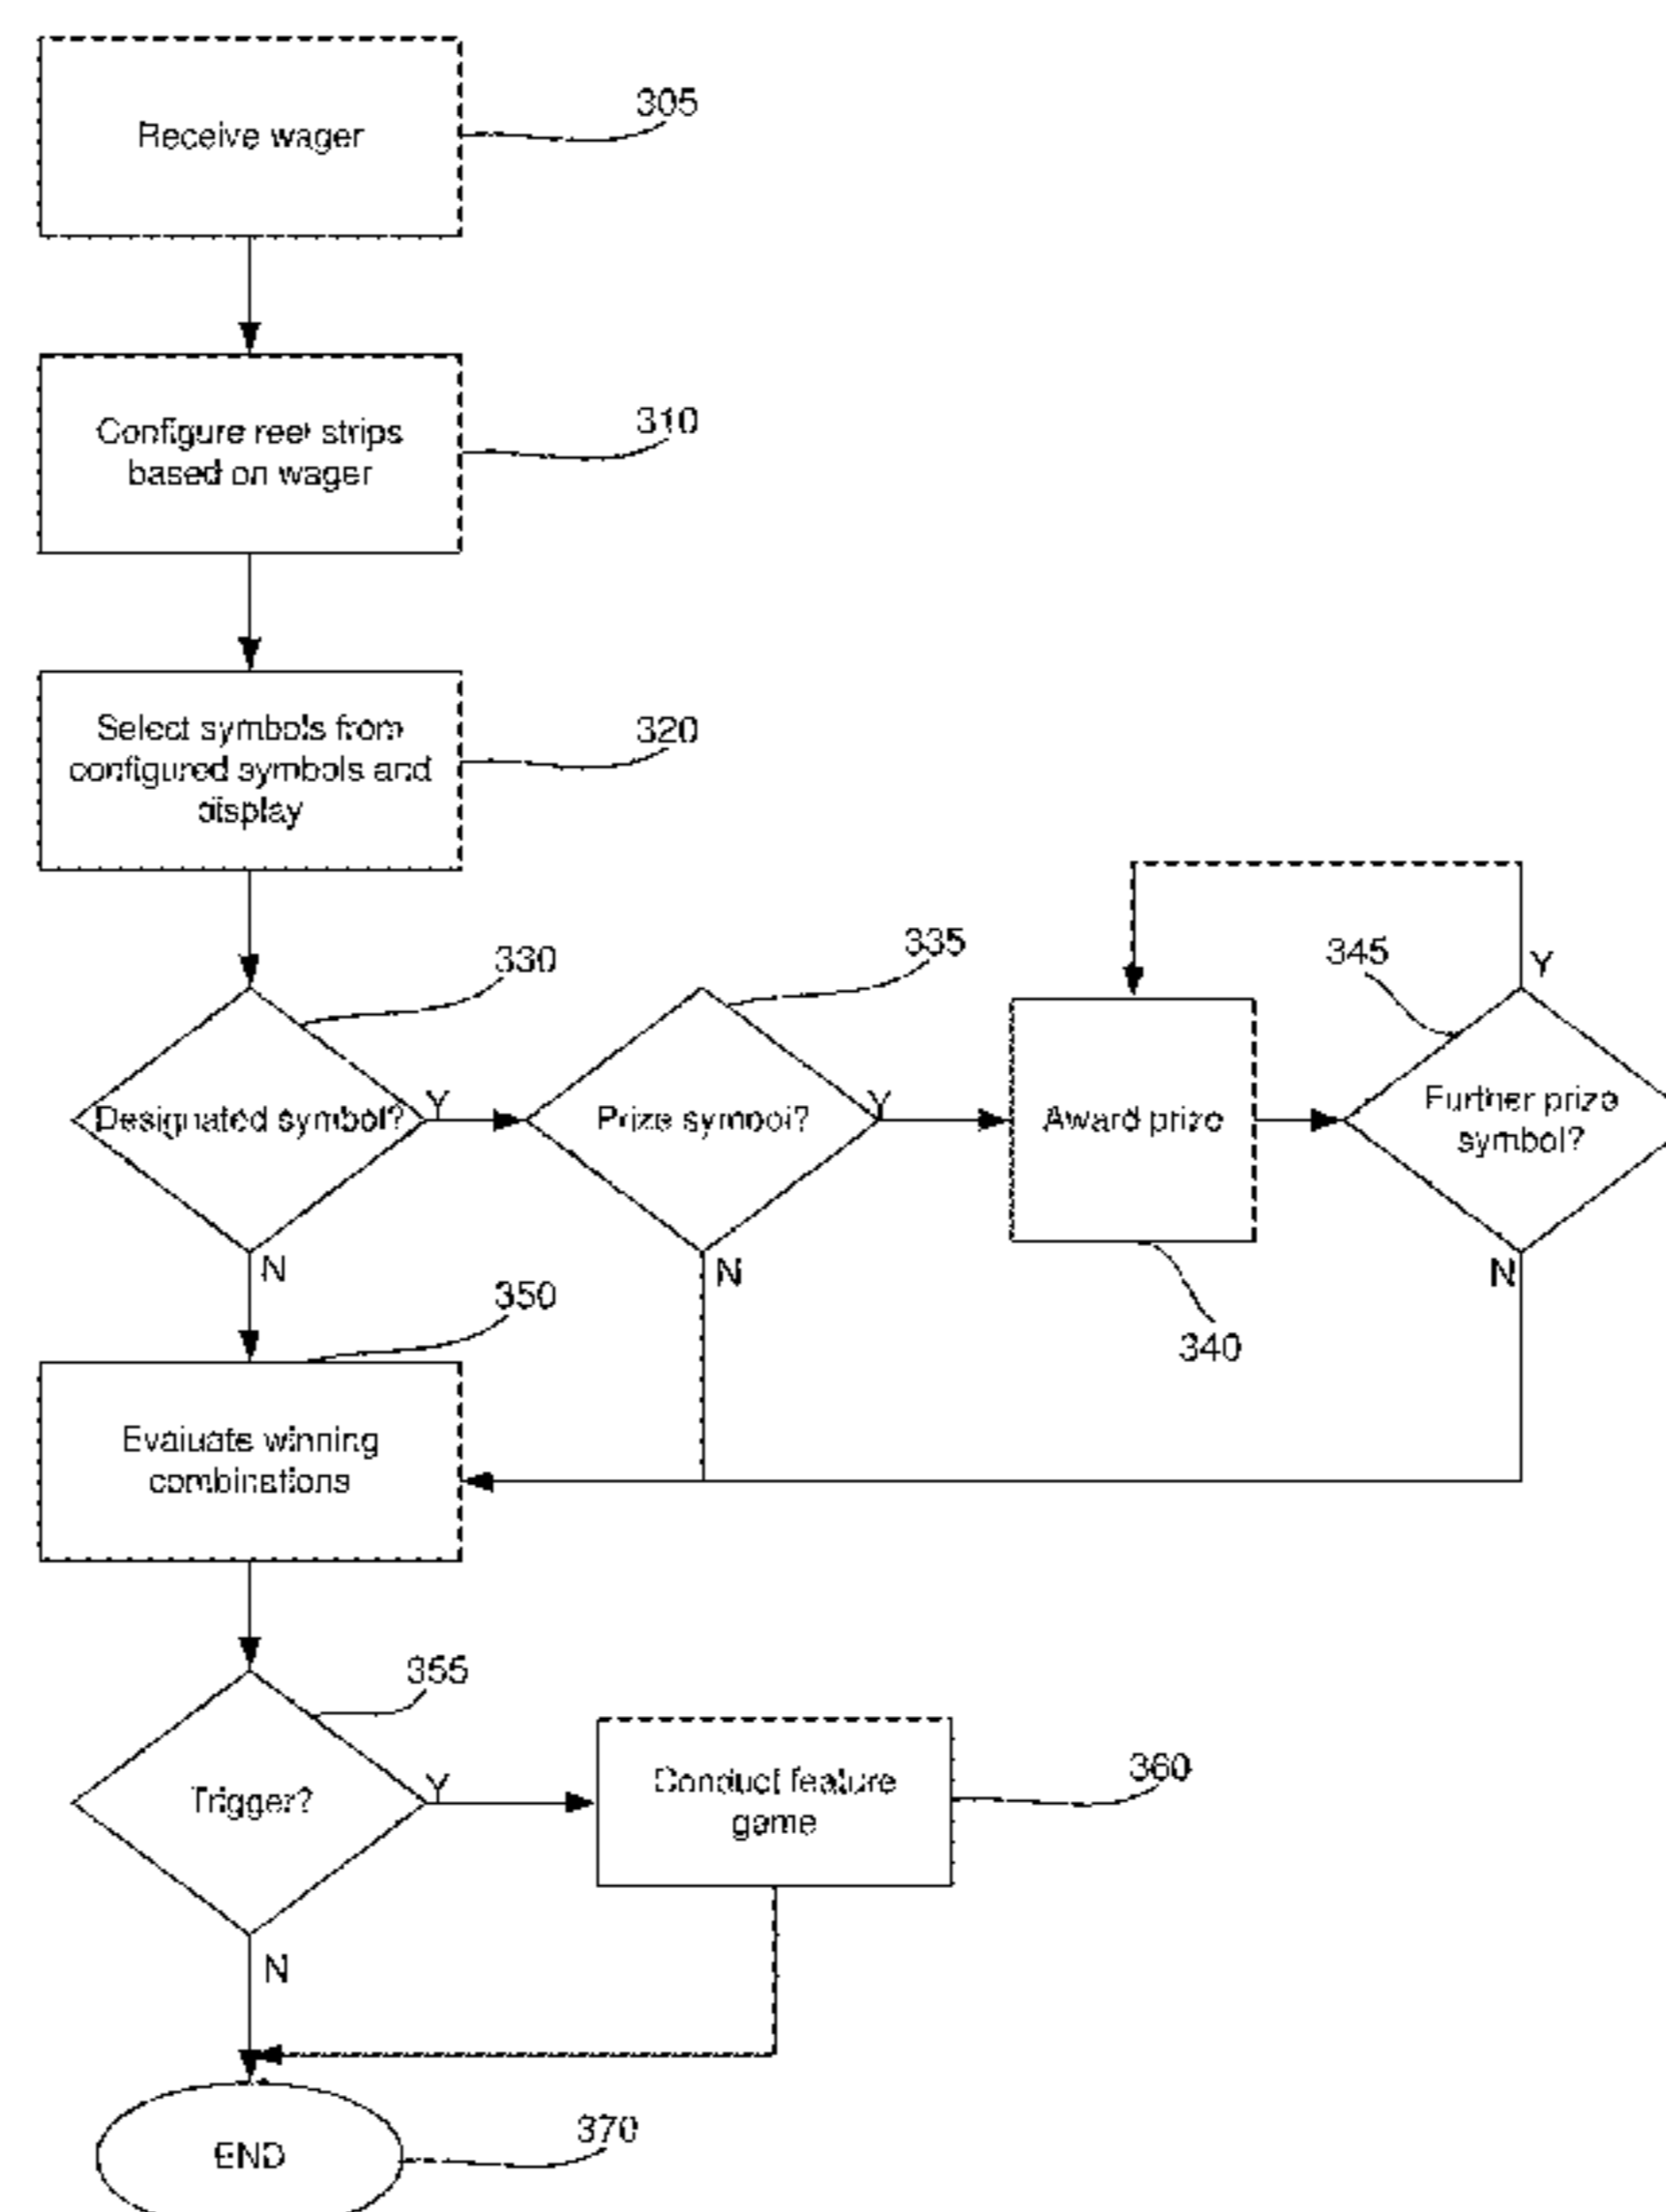 305
Receive wager
310
Configure reel strips
based on wager
320
Select symbols from
configured symbols and
display
330
335
345
Y
Designated symbol?
Y
Prize symbol?
Y
Award prize
Further prize
symbol?
N
N
N
350
340
Evaluate winning
combinations
355
Trigger?
Y
Conduct feature
game
360
N
370
END